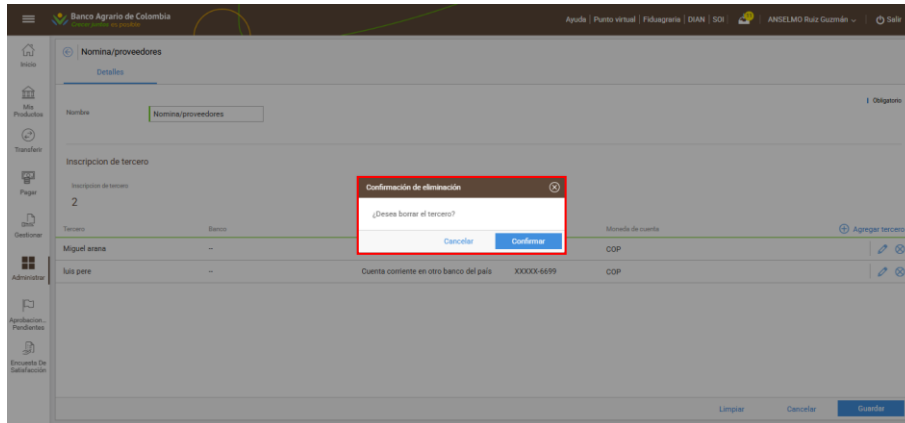 Banco Agrario de Colombia
Crecer juntos es posible
Ayuda | Punto virtual | Fiduagraria | DIAN | SOI | ANSELMO Ruiz Guzmán | Salir
Inicio
Mis
Productos
Transferir
Pagar
Gestionar
Administrar
Aprobacion...
Pendientes
Encuesta De
Satisfacción
Nomina/proveedores
Detalles
| Obligatorio
Nombre
Nomina/proveedores
Inscripcion de tercero
Inscripcion de tercero
2
Tercero Banco Moneda de cuenta Agregar tercero
Miguel arana -- COP
luis pere -- Cuenta corriente en otro banco del país XXXXX-6699 COP
Confirmación de eliminación
¿Desea borrar el tercero?
Cancelar Confirmar
Limpiar Cancelar Guardar